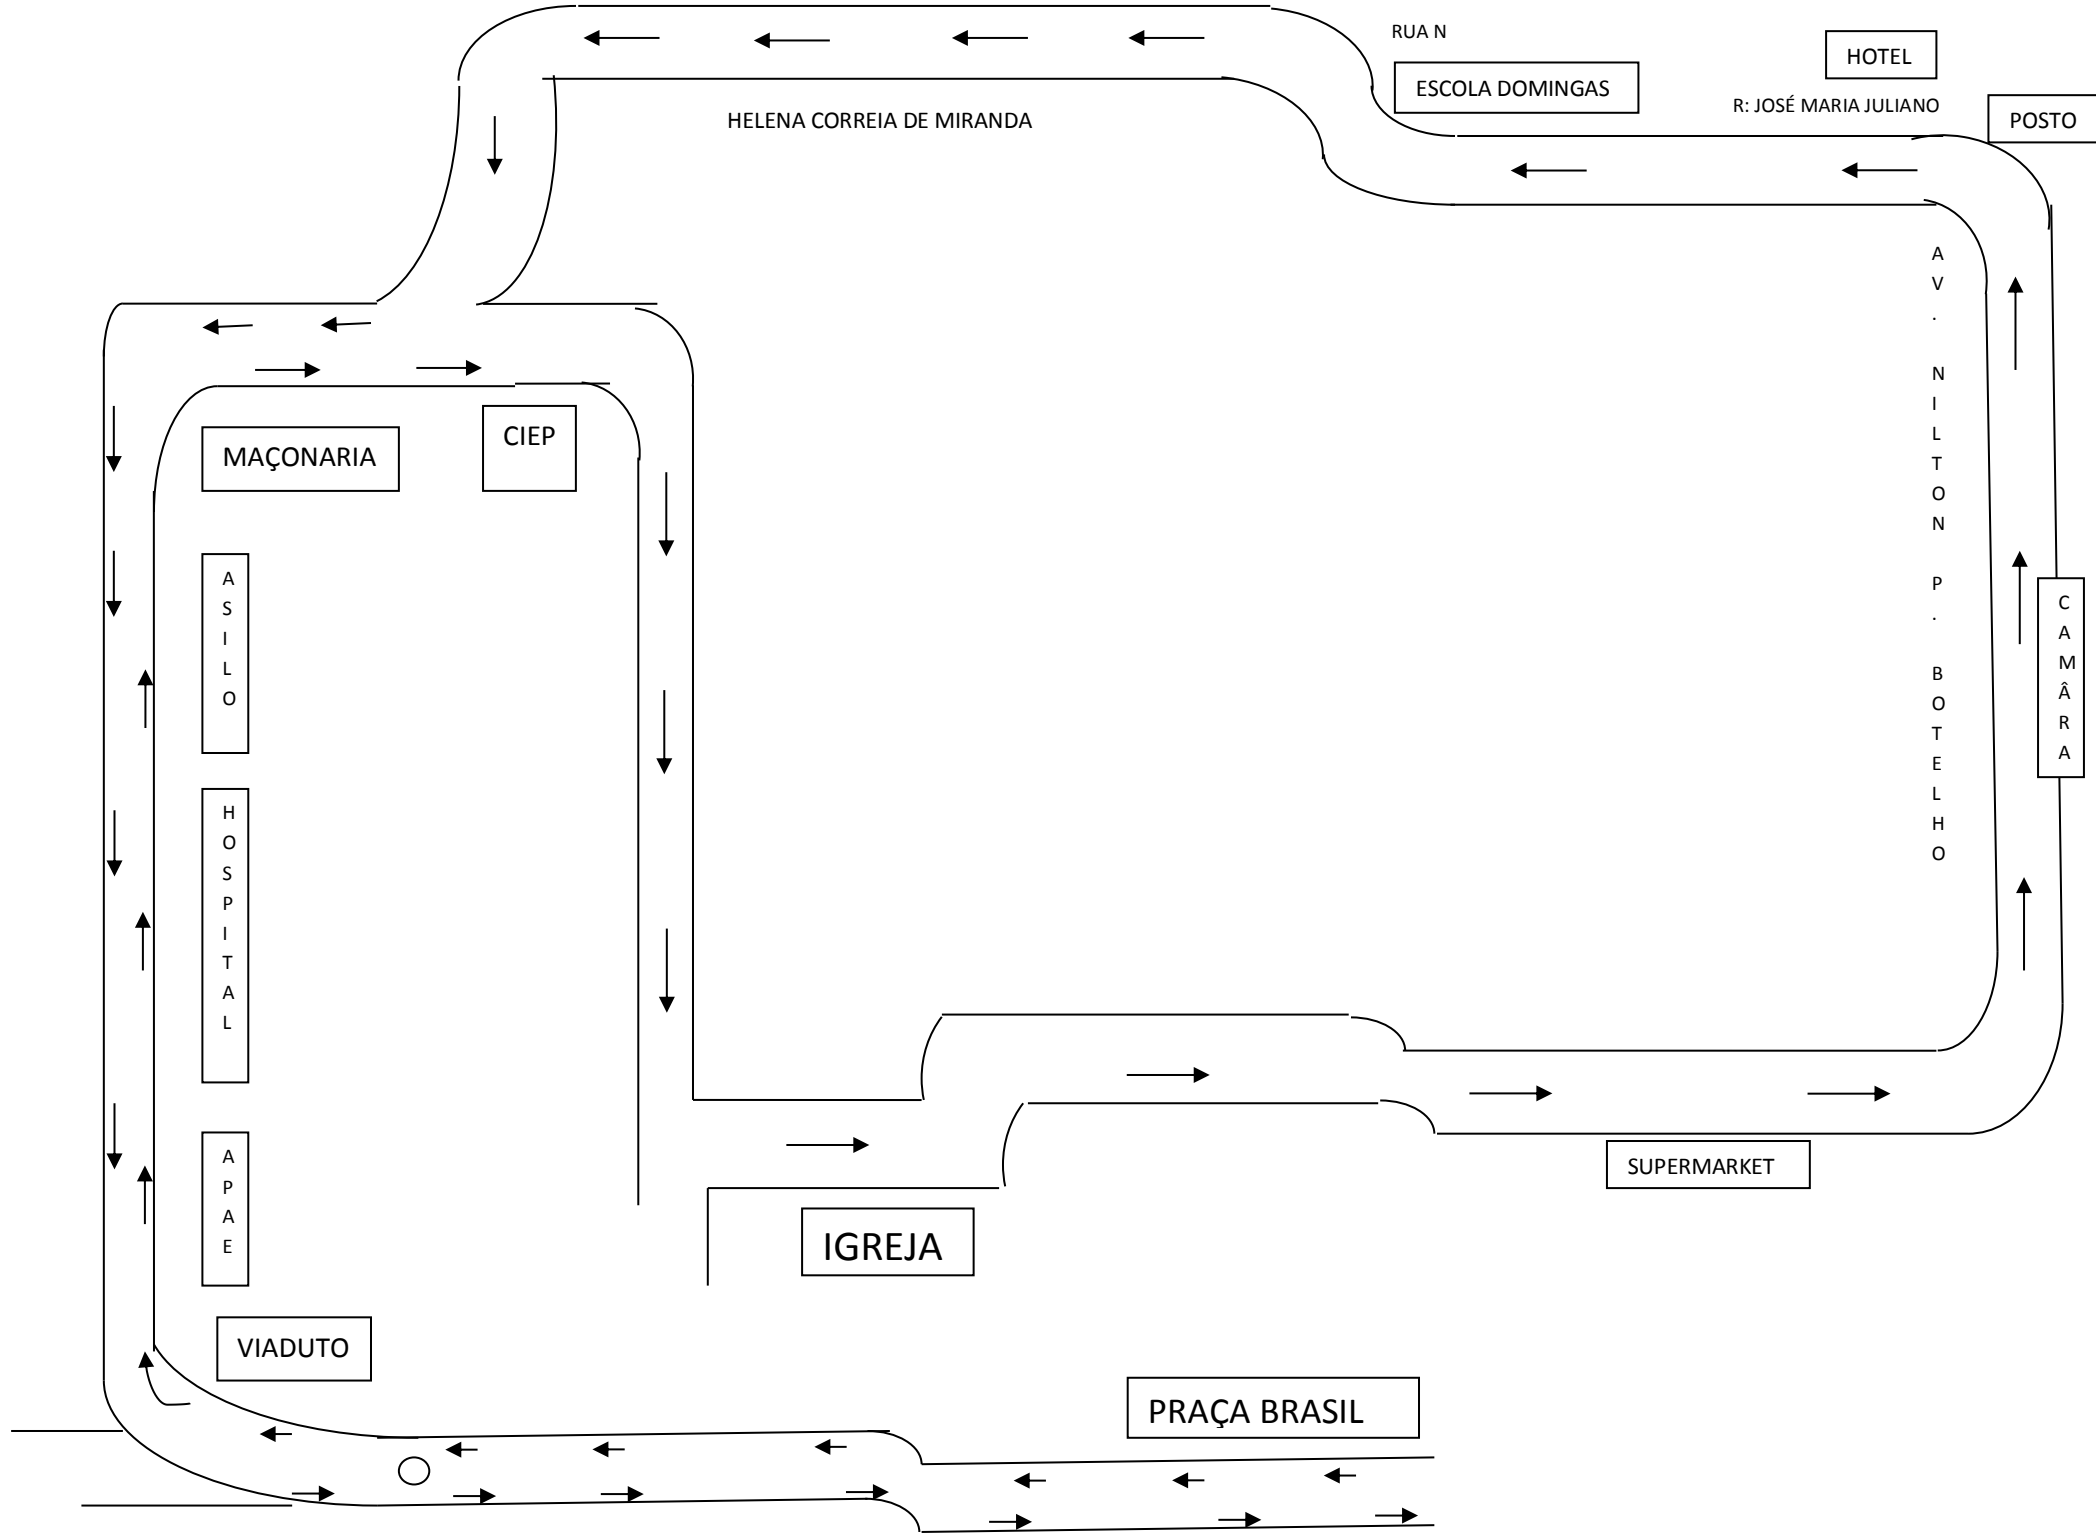 RUA N
HOTEL
ESCOLA DOMINGAS
R: JOSÉ MARIA JULIANO
POSTO
HELENA CORREIA DE MIRANDA
AV. NILTON P. BOTELHO
MAÇONARIA
CIEP
ASILO
CAMÂRA
HOSPITAL
APAE
SUPERMARKET
IGREJA
VIADUTO
PRAÇA BRASIL